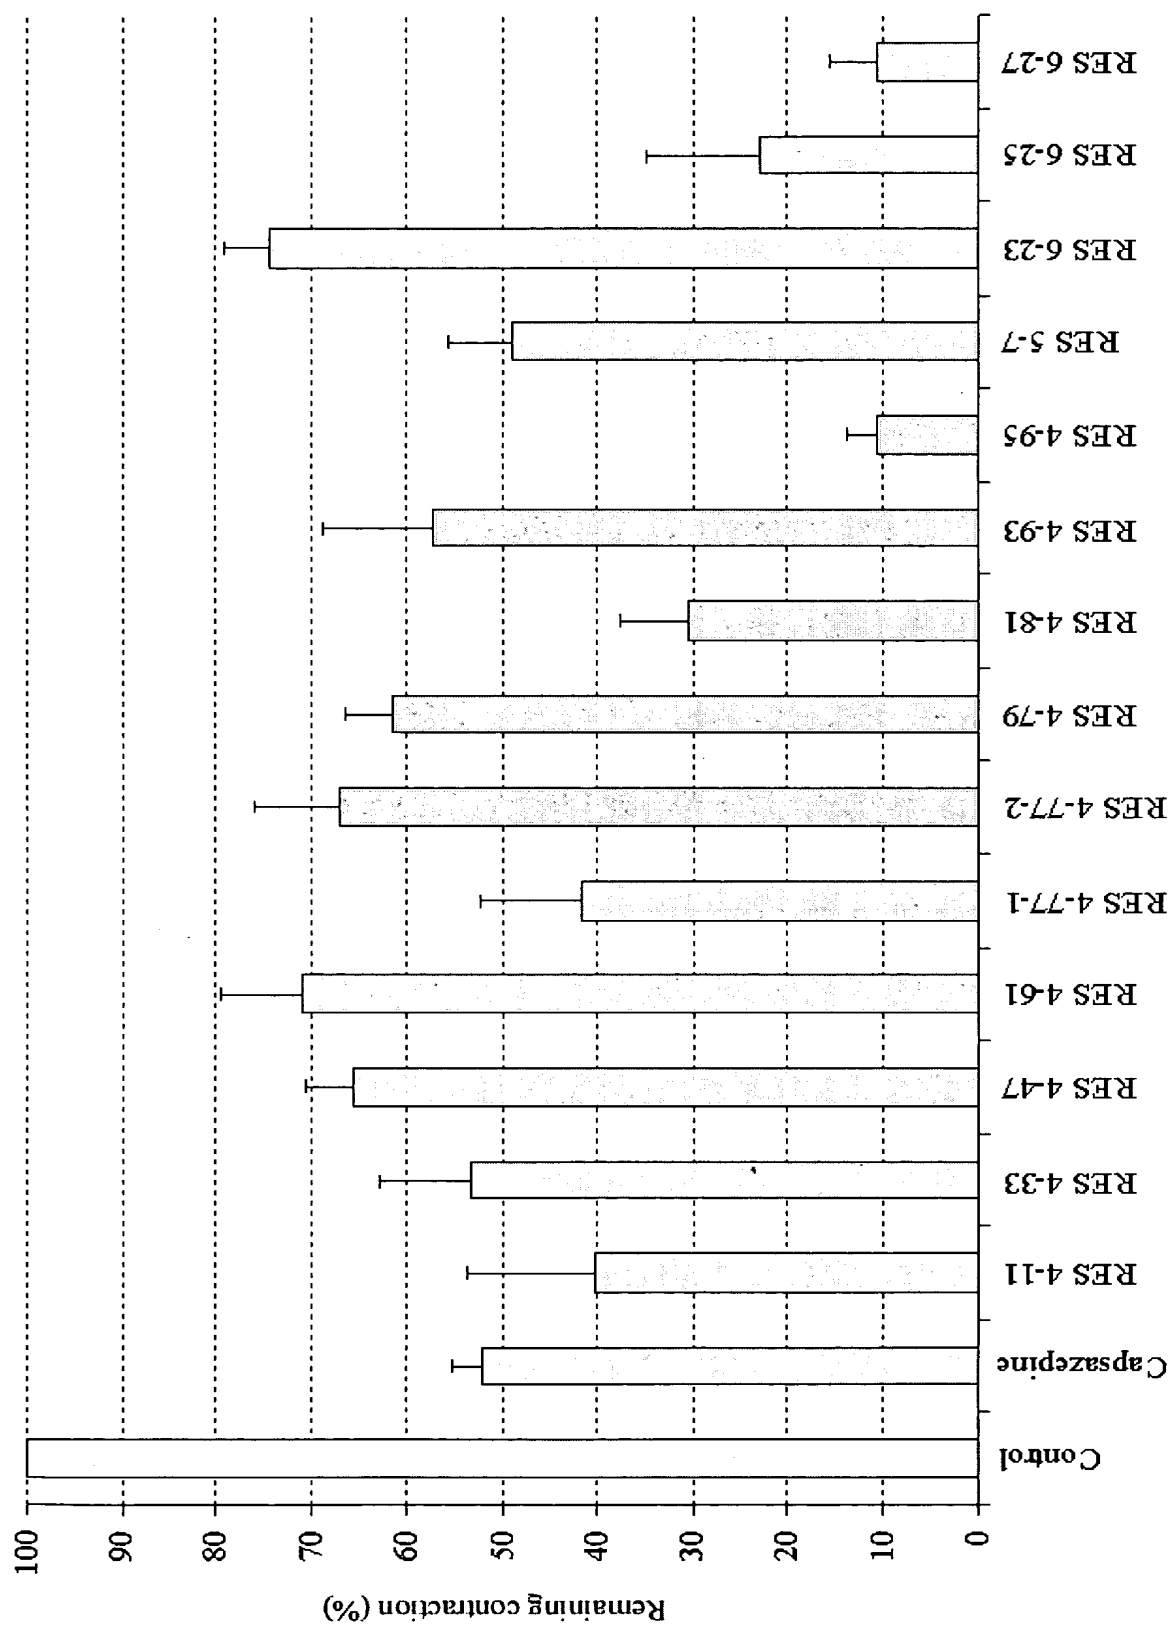 Remaining contraction (%)
100
90
80
70
60
50
40
30
20
10
0
Control
Capsazepine
RES 4-11
RES 4-33
RES 4-47
RES 4-61
RES 4-77-1
RES 4-77-2
RES 4-79
RES 4-81
RES 4-93
RES 4-95
RES 5-7
RES 6-23
RES 6-25
RES 6-27